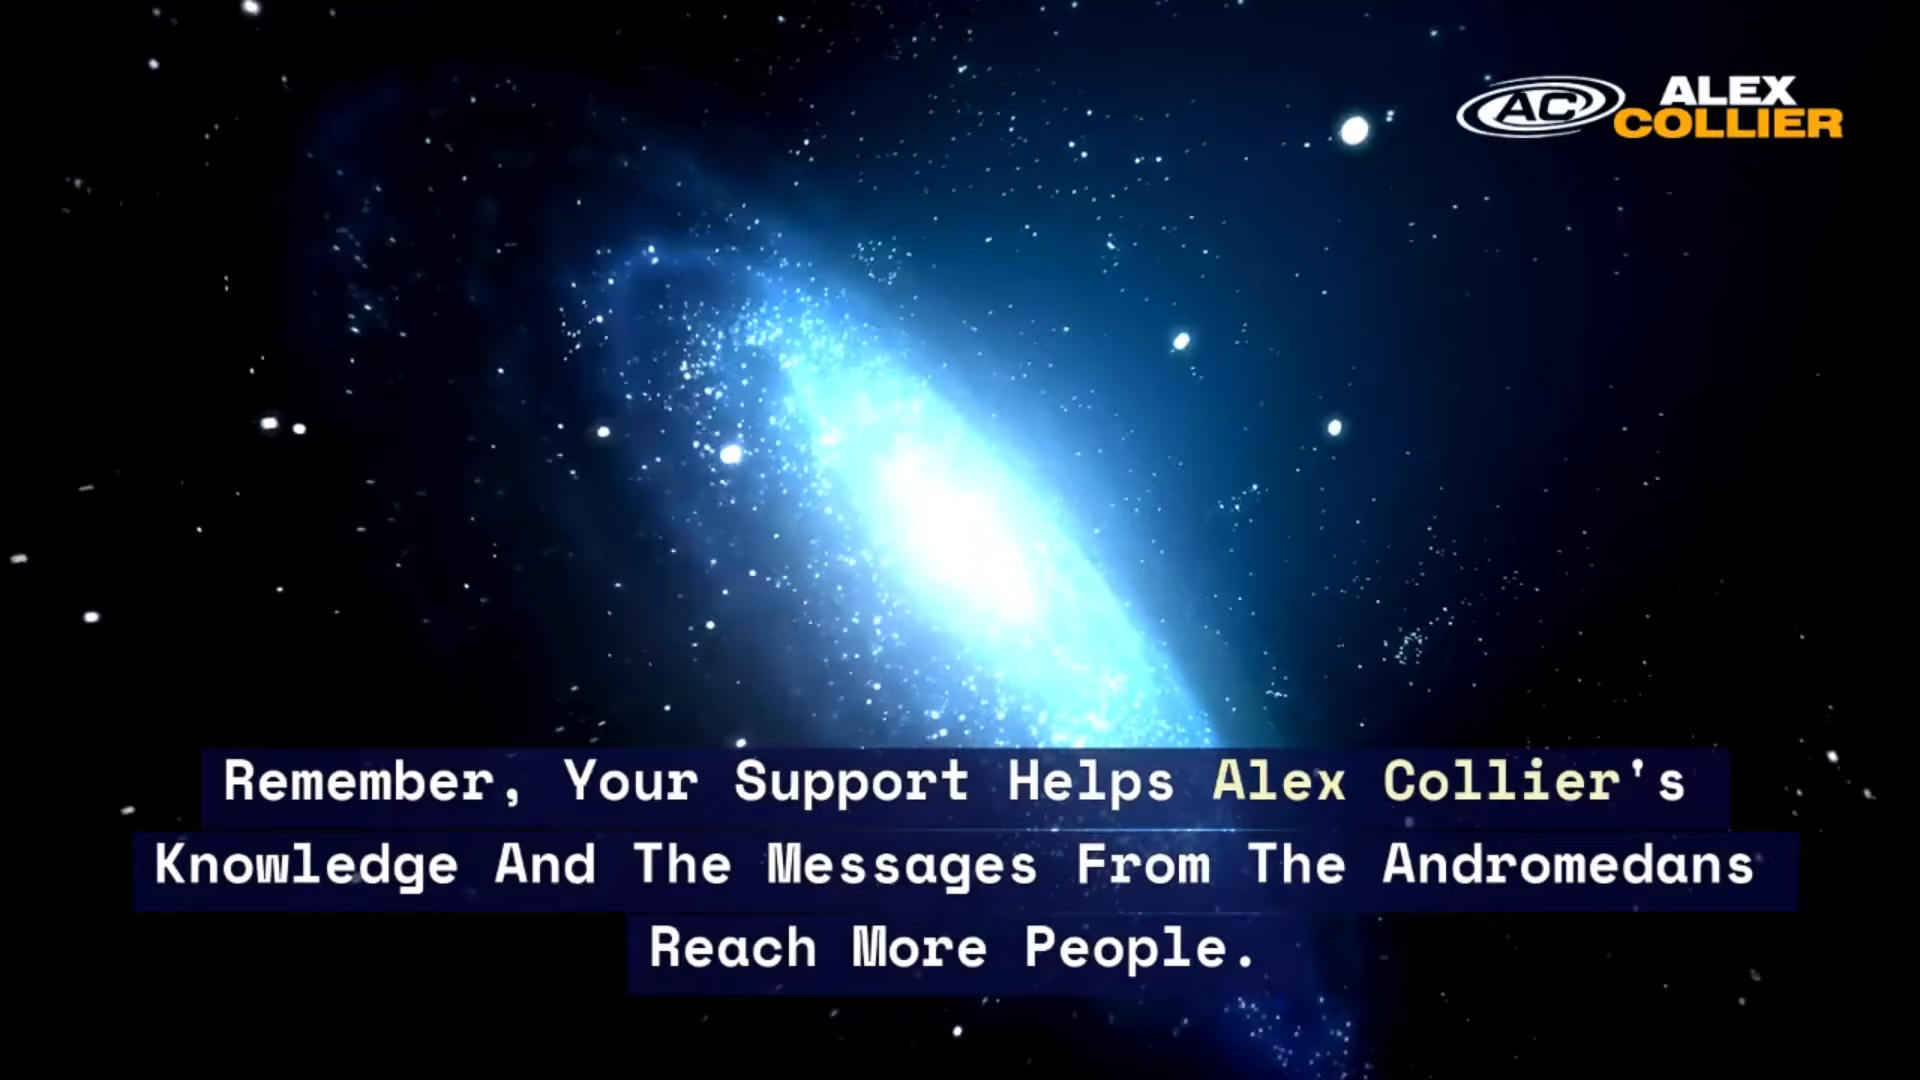 AC ALEX
COLLIER
Remember, Your Support Helps Alex Collier's
Knowledge And The Messages From The Andromedans
Reach More People.